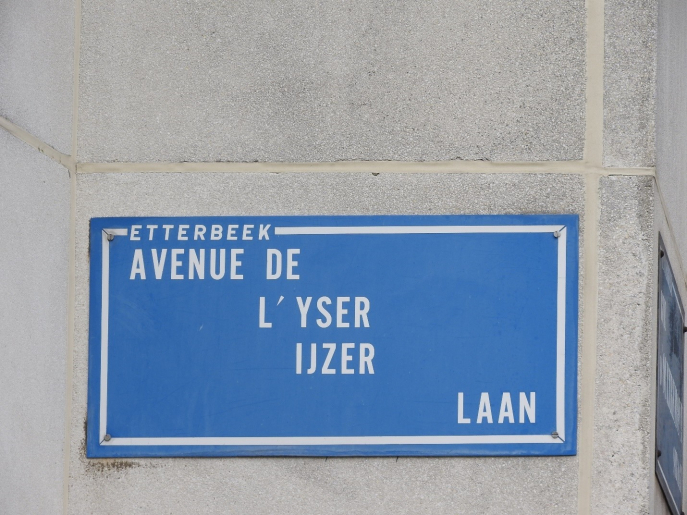 ETTERBEEK
AVENUE DE
L'YSER
IJZER
LAAN